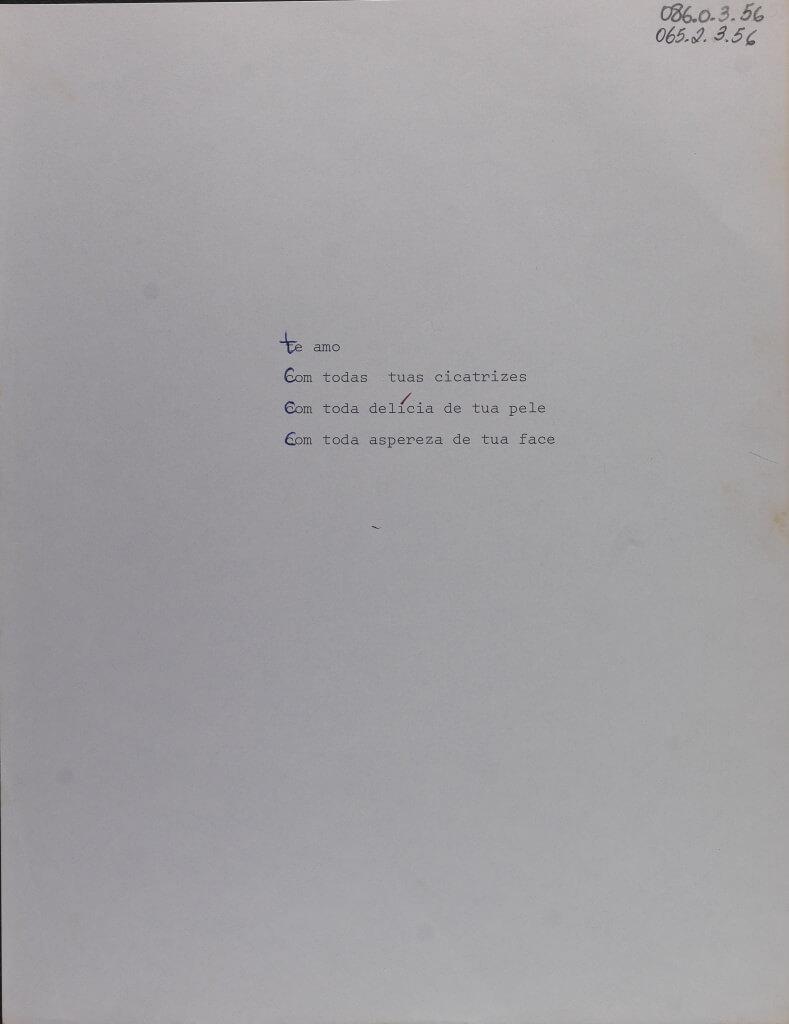 086.0.3.56
065.2.3.56
te amo
Com todas tuas cicatrizes
Com toda delícia de tua pele
Com toda aspereza de tua face